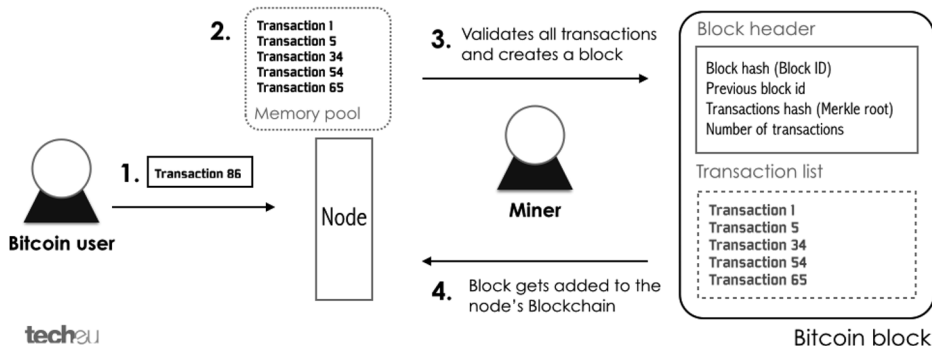 2.
Transaction 1
Transaction 5
Transaction 34
Transaction 54
Transaction 65
Memory pool
1.
Transaction 86
Bitcoin user
Node
3. Validates all transactions
and creates a block
Miner
4. Block gets added to the
node's Blockchain
Block header
Block hash (Block ID)
Previous block id
Transactions hash (Merkle root)
Number of transactions
Transaction list
Transaction 1
Transaction 5
Transaction 34
Transaction 54
Transaction 65
Bitcoin block
tech.eu